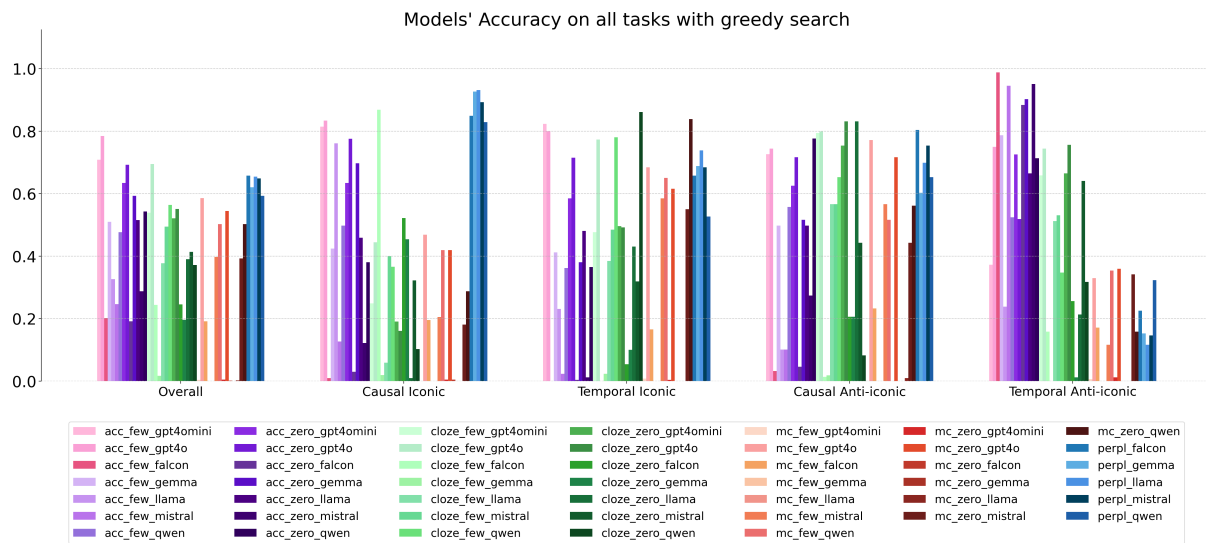 Models' Accuracy on all tasks with greedy search
1.0
0.8
0.6
0.4
0.2
0.0
Overall Causal Iconic Temporal Iconic Causal Anti-iconic Temporal Anti-iconic
acc_few_gpt4omini acc_zero_gpt4omini cloze_few_gpt4omini cloze_zero_gpt4omini mc_few_gpt4omini mc_zero_gpt4omini mc_zero_qwen
acc_few_gpt4o acc_zero_gpt4o cloze_few_gpt4o cloze_zero_gpt4o mc_few_gpt4o mc_zero_gpt4o perpl_falcon
acc_few_falcon acc_zero_falcon cloze_few_falcon cloze_zero_falcon mc_few_falcon mc_zero_falcon perpl_gemma
acc_few_gemma acc_zero_gemma cloze_few_gemma cloze_zero_gemma mc_few_gemma mc_zero_gemma perpl_llama
acc_few_llama acc_zero_llama cloze_few_llama cloze_zero_llama mc_few_llama mc_zero_llama perpl_mistral
acc_few_mistral acc_zero_mistral cloze_few_mistral cloze_zero_mistral mc_few_mistral mc_zero_mistral perpl_qwen
acc_few_qwen acc_zero_qwen cloze_few_qwen cloze_zero_qwen mc_few_qwen